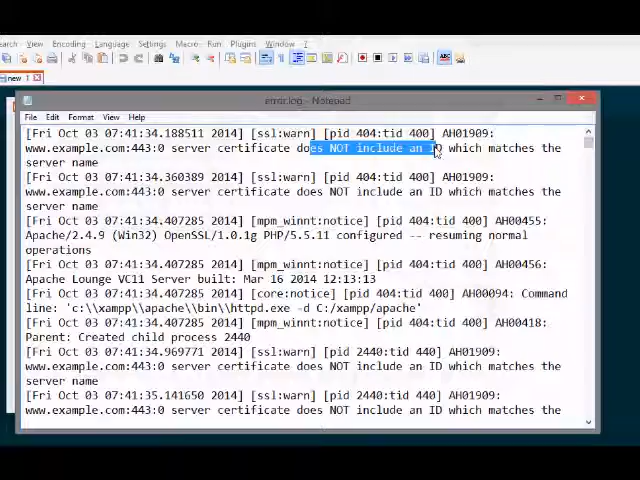 Search View Encoding Language Settings Macro Run Plugins Window ?
new
error.log - Notepad
File Edit Format View Help
[Fri Oct 03 07:41:34.188511 2014] [ssl:warn] [pid 404:tid 400] AH01909:
www.example.com:443:0 server certificate does NOT include an ID which matches the
server name
[Fri Oct 03 07:41:34.360389 2014] [ssl:warn] [pid 404:tid 400] AH01909:
www.example.com:443:0 server certificate does NOT include an ID which matches the
server name
[Fri Oct 03 07:41:34.407285 2014] [mpm_winnt:notice] [pid 404:tid 400] AH00455:
Apache/2.4.9 (Win32) OpenSSL/1.0.1g PHP/5.5.11 configured -- resuming normal
operations
[Fri Oct 03 07:41:34.407285 2014] [mpm_winnt:notice] [pid 404:tid 400] AH00456:
Apache Lounge VC11 Server built: Mar 16 2014 12:13:13
[Fri Oct 03 07:41:34.407285 2014] [core:notice] [pid 404:tid 400] AH00094: Command
line: 'c:\\xampp\\apache\\bin\\httpd.exe -d C:/xampp/apache'
[Fri Oct 03 07:41:34.407285 2014] [mpm_winnt:notice] [pid 404:tid 400] AH00418:
Parent: Created child process 2440
[Fri Oct 03 07:41:34.969771 2014] [ssl:warn] [pid 2440:tid 440] AH01909:
www.example.com:443:0 server certificate does NOT include an ID which matches the
server name
[Fri Oct 03 07:41:35.141650 2014] [ssl:warn] [pid 2440:tid 440] AH01909:
www.example.com:443:0 server certificate does NOT include an ID which matches the